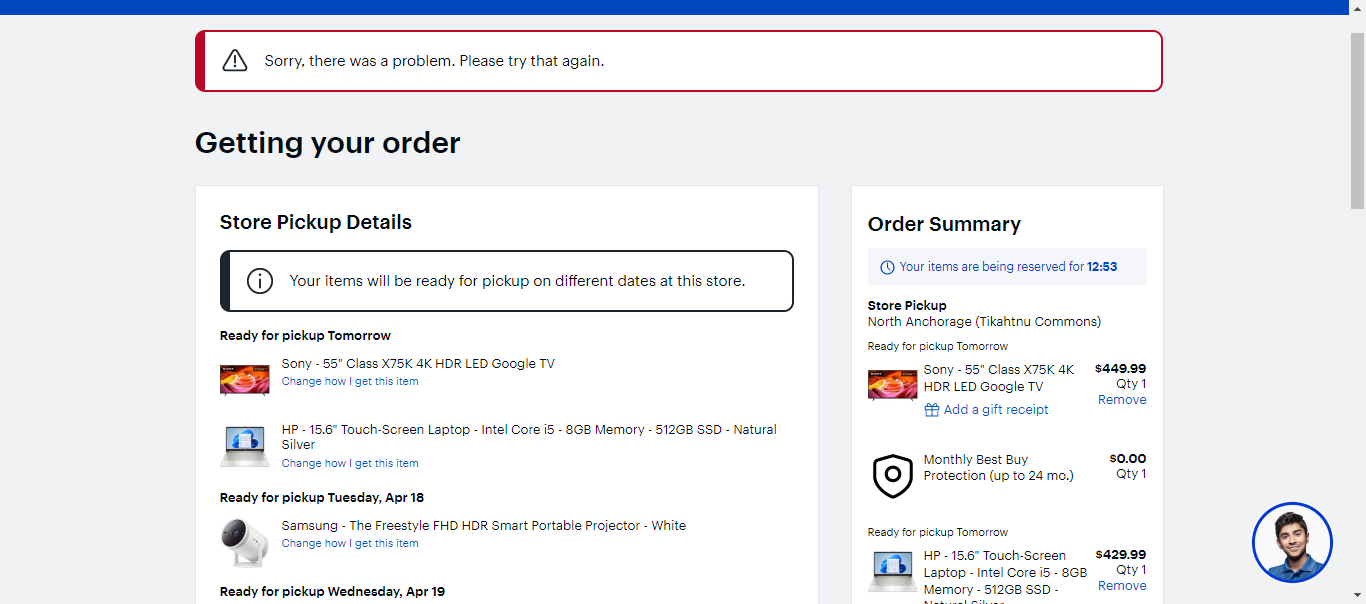 Sorry, there was a problem. Please try that again.
Getting your order
Store Pickup Details
Your items will be ready for pickup on different dates at this store.
Ready for pickup Tomorrow
Sony - 55" Class X75K 4K HDR LED Google TV
Change how I get this item
HP - 15.6" Touch-Screen Laptop - Intel Core i5 - 8GB Memory - 512GB SSD - Natural
Silver
Change how I get this item
Ready for pickup Tuesday, Apr 18
Samsung - The Freestyle FHD HDR Smart Portable Projector - White
Change how I get this item
Ready for pickup Wednesday, Apr 19
Order Summary
Your items are being reserved for 12:53
Store Pickup
North Anchorage (Tikahtnu Commons)
Ready for pickup Tomorrow
Sony - 55" Class X75K 4K $449.99
HDR LED Google TV Qty 1
Remove
Add a gift receipt
Monthly Best Buy $0.00
Protection (up to 24 mo.) Qty 1
Ready for pickup Tomorrow
HP - 15.6" Touch-Screen $429.99
Laptop - Intel Core i5 - 8GB Qty 1
Memory - 512GB SSD - Remove
Natural Silver